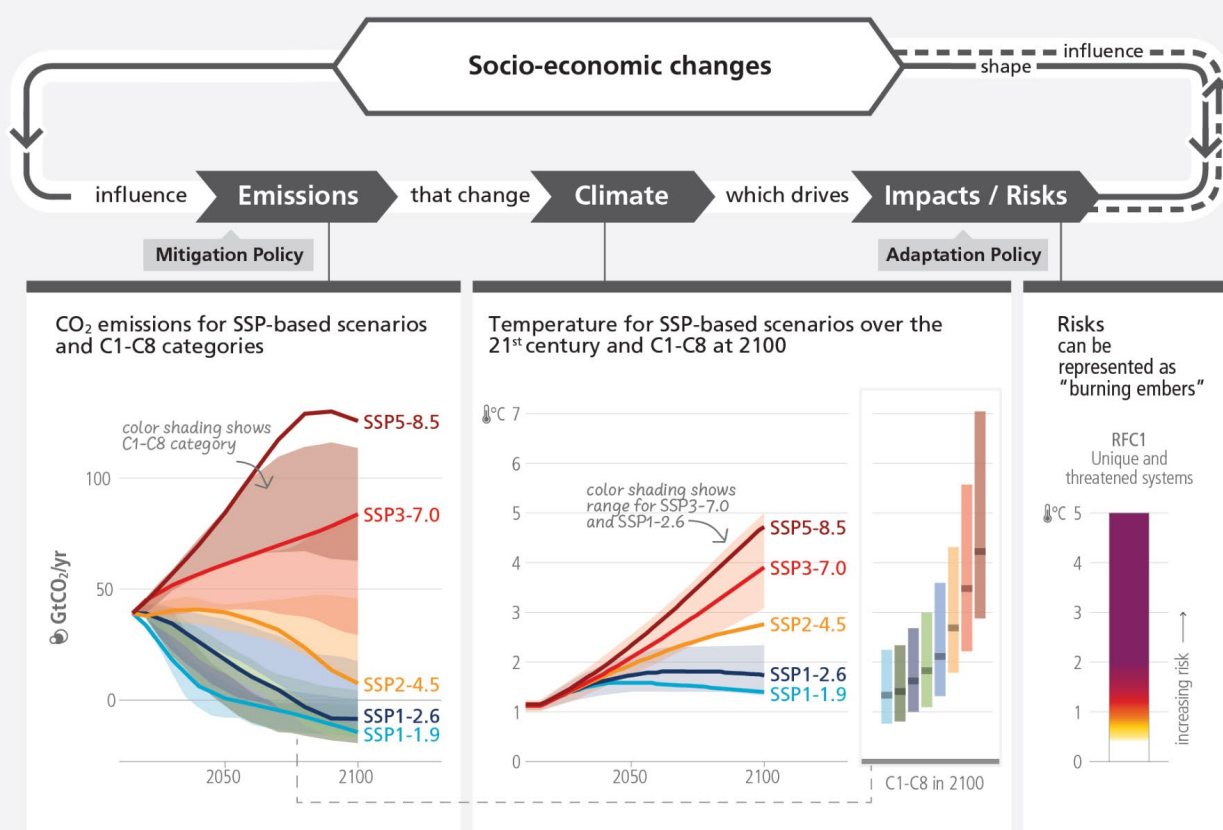 Socio-economic changes
influence
shape
influence
Emissions
that change
Climate
which drives
Impacts / Risks
Mitigation Policy
Adaptation Policy
CO₂ emissions for SSP-based scenarios
and C1-C8 categories
color shading shows
C1-C8 category
GtCO₂/yr
100
50
0
2050
2100
SSP5-8.5
SSP3-7.0
SSP2-4.5
SSP1-2.6
SSP1-1.9
Temperature for SSP-based scenarios over the
21st century and C1-C8 at 2100
°C 7
6
5
4
3
2
1
0
color shading shows
range for SSP3-7.0
and SSP1-2.6
SSP5-8.5
SSP3-7.0
SSP2-4.5
SSP1-2.6
SSP1-1.9
2050
2100
C1-C8 in 2100
Risks
can be
represented as
“burning embers”
RFC1
Unique and
threatened systems
°C 5
4
3
2
1
0
increasing risk